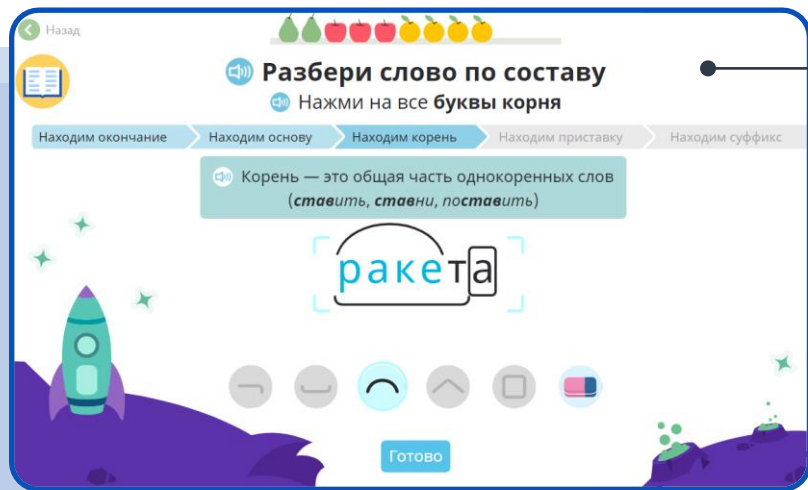 Назад
Разбери слово по составу
Нажми на все буквы корня
Находим окончание Находим основу Находим корень Находим приставку Находим суффикс
Корень — это общая часть однокоренных слов
(ставить, ставни, поставить)
ракета
Готово